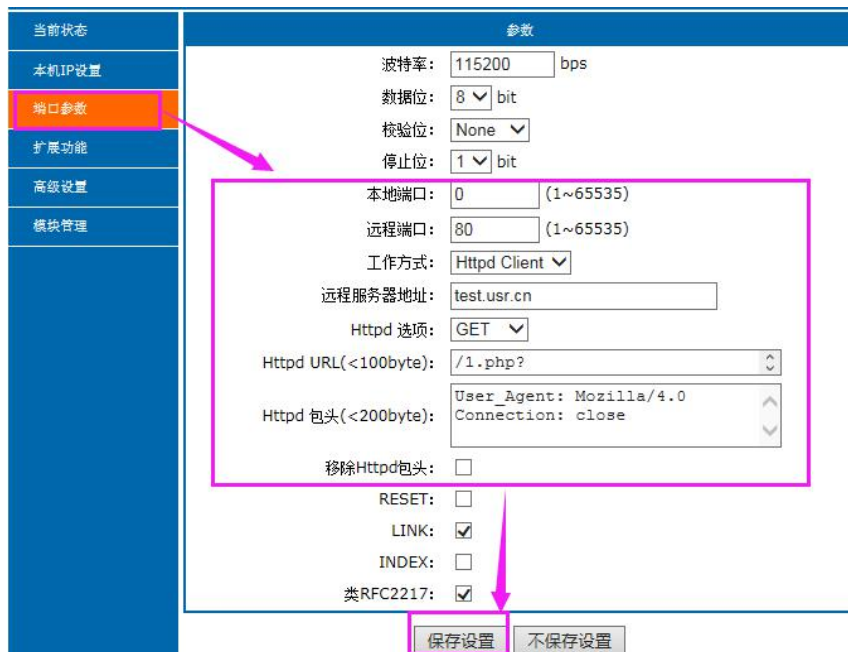 当前状态
本机IP设置
端口参数
扩展功能
高级设置
模块管理
参数
波特率： 115200 bps
数据位： 8 bit
校验位： None
停止位： 1 bit
本地端口： 0 (1~65535)
远程端口： 80 (1~65535)
工作方式： Httpd Client
远程服务器地址： test.usr.cn
Httpd 选项： GET
Httpd URL(<100byte)： /1.php?
Httpd 包头(<200byte)： User_Agent: Mozilla/4.0
Connection: close
移除Httpd包头：
RESET：
LINK：
INDEX：
类RFC2217：
保存设置 不保存设置